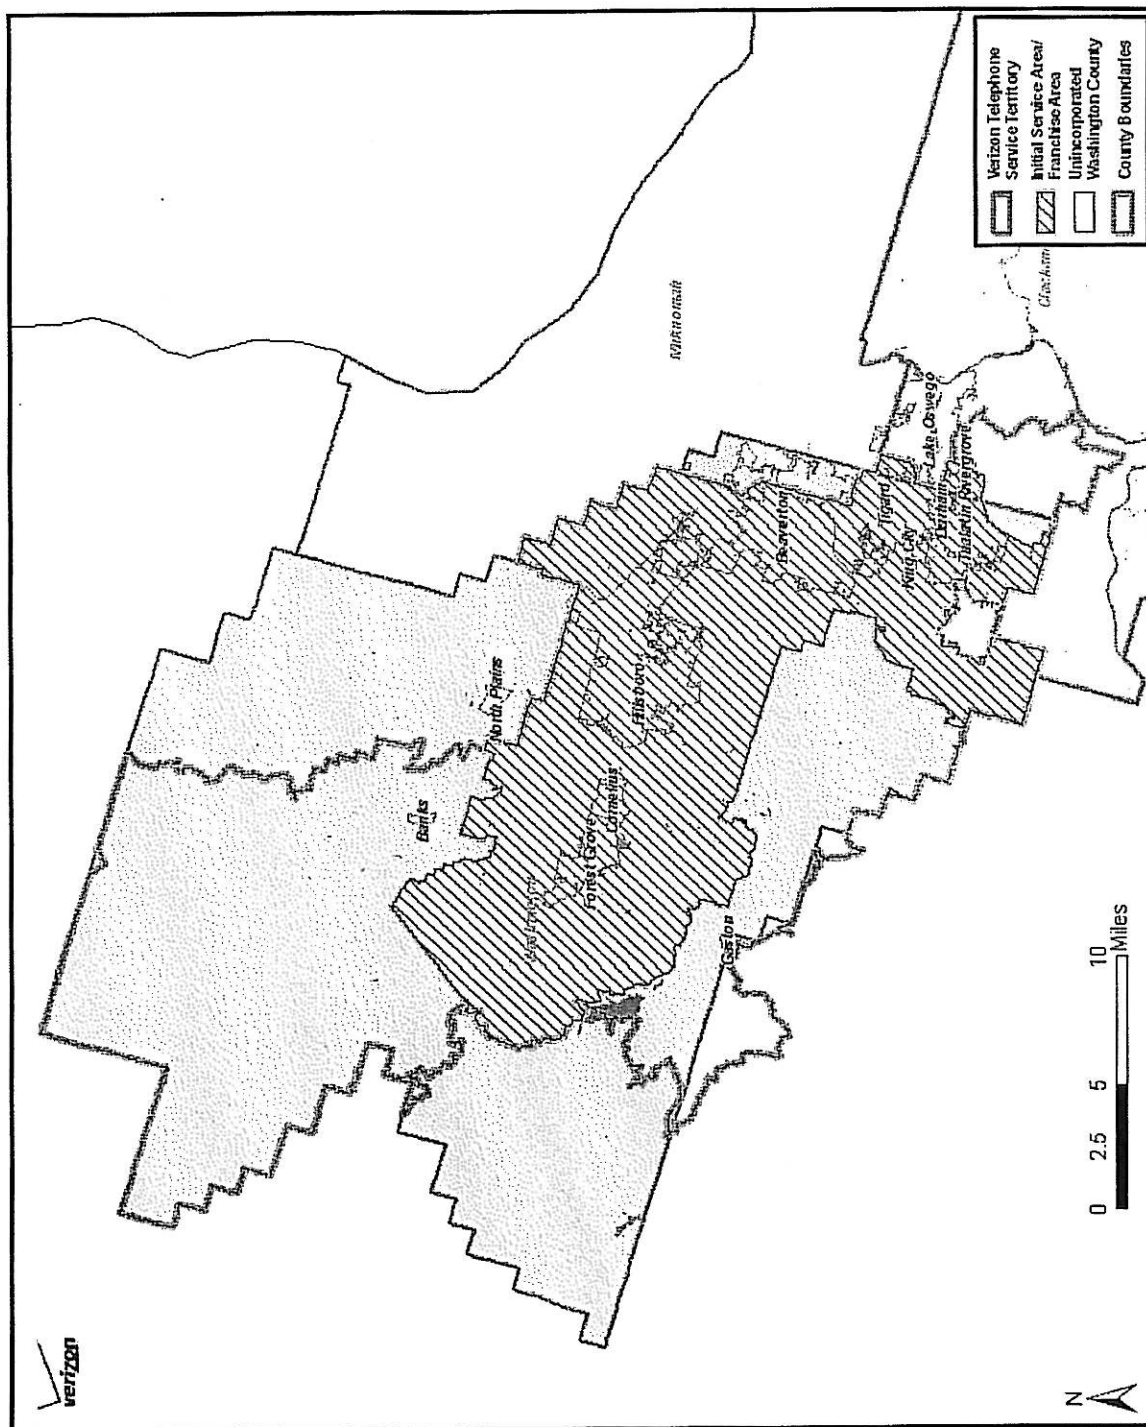 verizon
Banks
North Plains
Multnomah
Forest Grove
Cornelius
Hillsboro
Gaston
Beaverton
Tigard
King City
Durham
Lake Oswego
Tualatin
Rivergrove
Verizon Telephone
Service Territory
Initial Service Area/
Franchise Area
Unincorporated
Washington County
County Boundaries
N
0 2.5 5 10
Miles